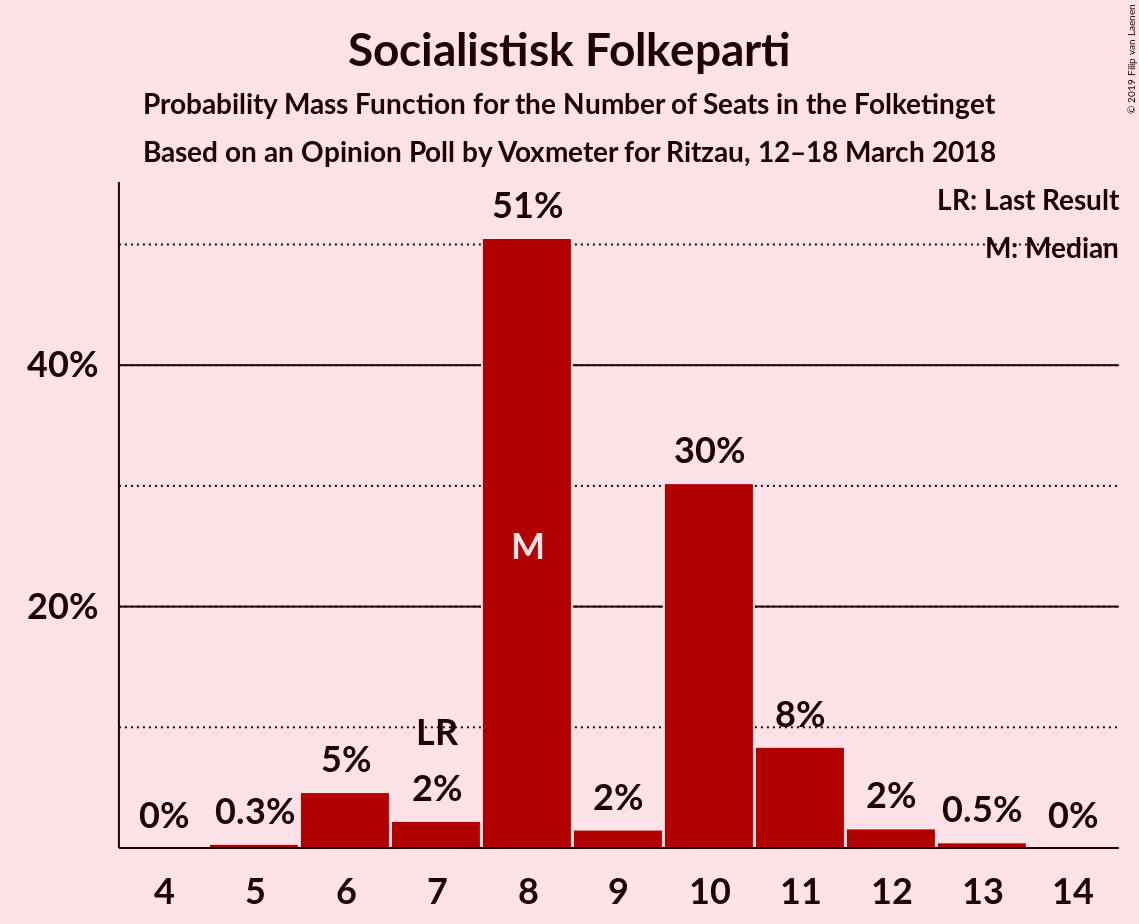 © 2019 Filip van Laenen
Socialistisk Folkeparti
Probability Mass Function for the Number of Seats in the Folketinget
Based on an Opinion Poll by Voxmeter for Ritzau, 12–18 March 2018
LR: Last Result
M: Median
51%
40%
30%
M
20%
8%
LR
5%
2%
2%
2%
0%
0.3%
0.5%
0%
4 5 6 7 8 9 10 11 12 13 14